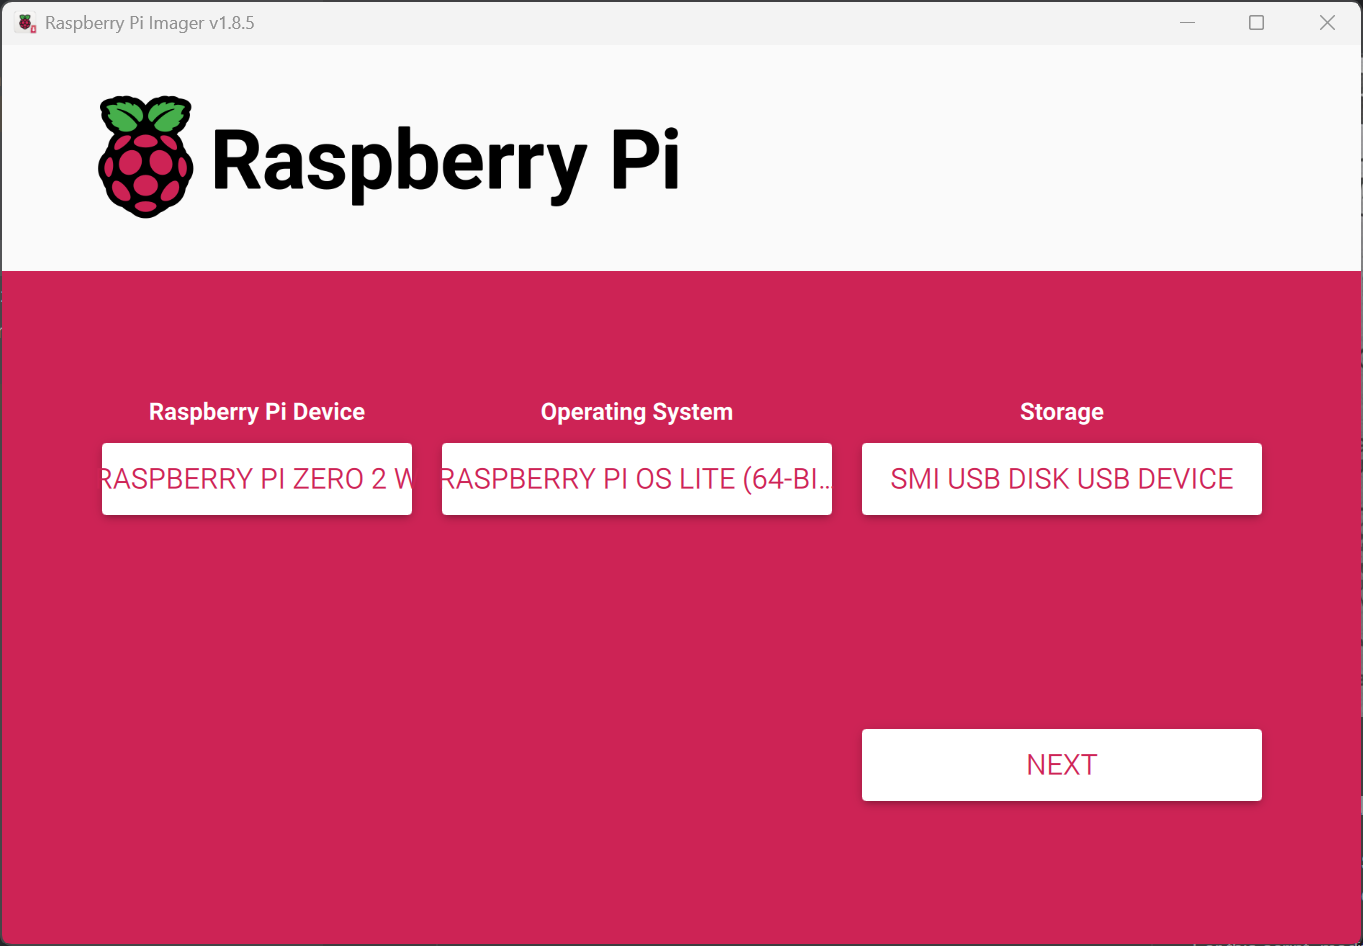 Raspberry Pi Imager v1.8.5
Raspberry Pi
Raspberry Pi Device
Operating System
Storage
RASPBERRY PI ZERO 2 W
RASPBERRY PI OS LITE (64-BI...
SMI USB DISK USB DEVICE
NEXT